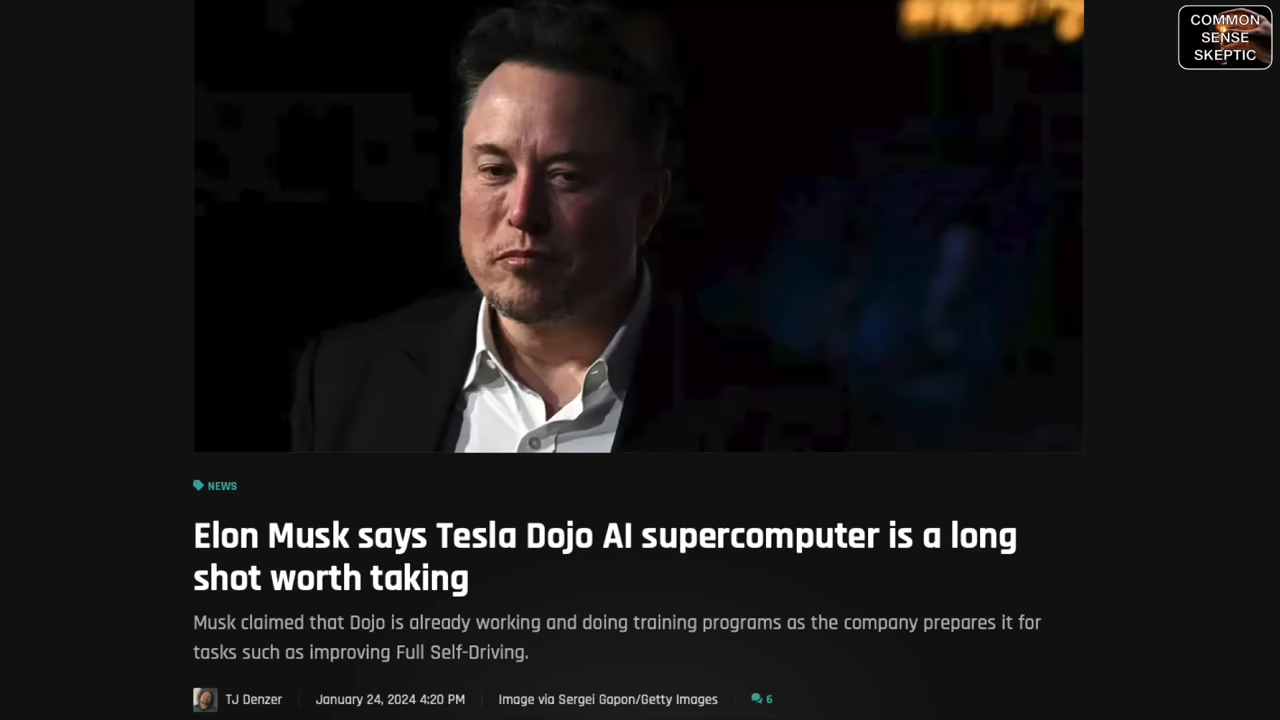 COMMON
SENSE
SKEPTIC
NEWS
Elon Musk says Tesla Dojo AI supercomputer is a long
shot worth taking
Musk claimed that Dojo is already working and doing training programs as the company prepares it for
tasks such as improving Full Self-Driving.
TJ Denzer
January 24, 2024 4:20 PM
Image via Sergei Gapon/Getty Images
6